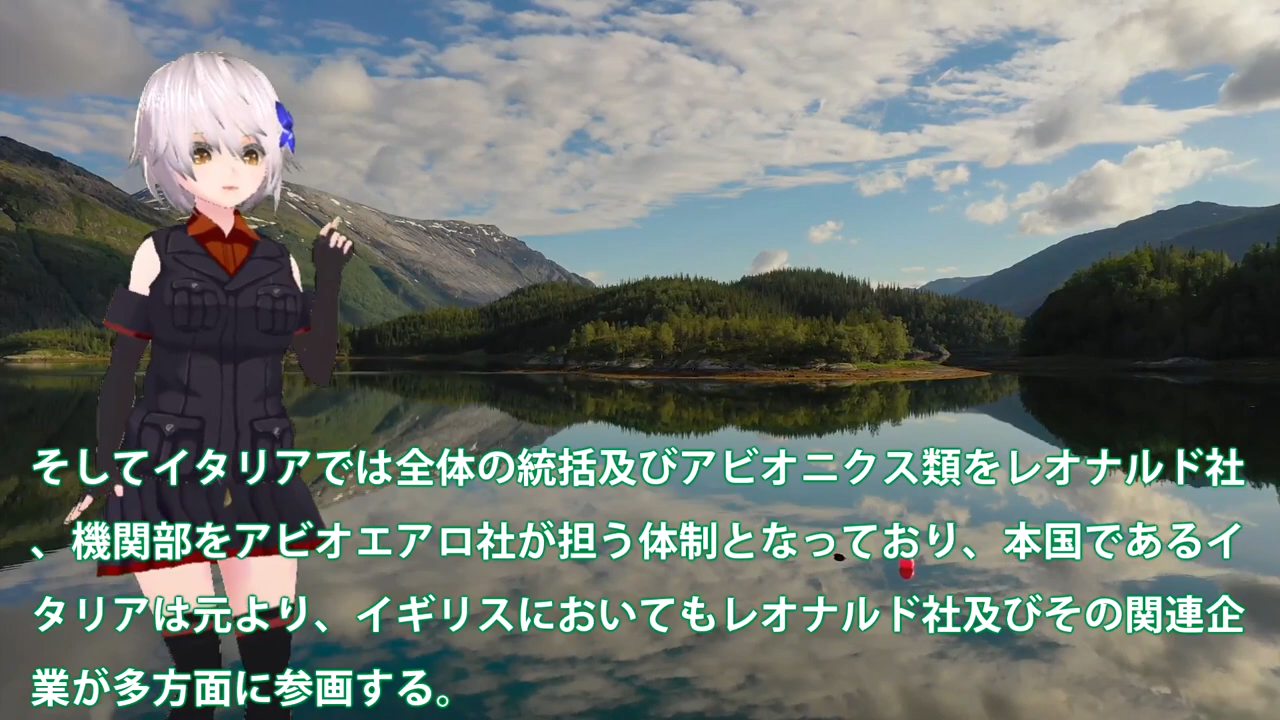 そしてイタリアでは全体の統括及びアビオニクス類をレオナルド社
、機関部をアビオエアロ社が担う体制となっており、本国であるイ
タリアは元より、イギリスにおいてもレオナルド社及びその関連企
業が多方面に参画する。